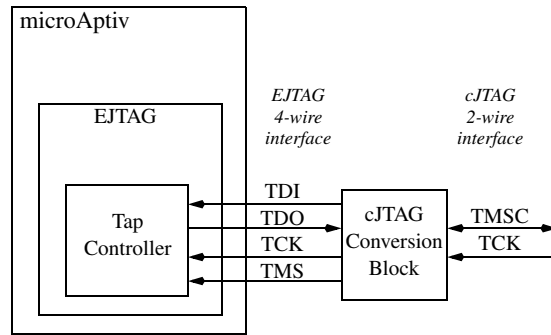 microAptiv
EJTAG
Tap
Controller
EJTAG
4-wire
interface
cJTAG
2-wire
interface
TDI
TDO
TCK
TMS
cJTAG
Conversion
Block
TMSC
TCK